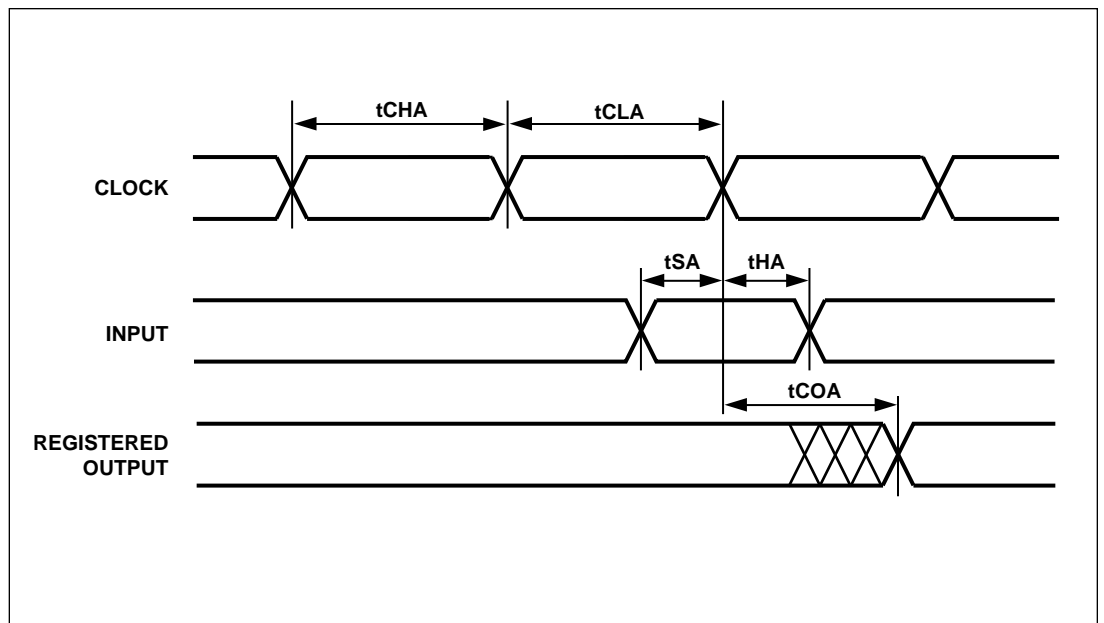 tCHA
tCLA
CLOCK
tSA
tHA
INPUT
tCOA
REGISTERED
OUTPUT